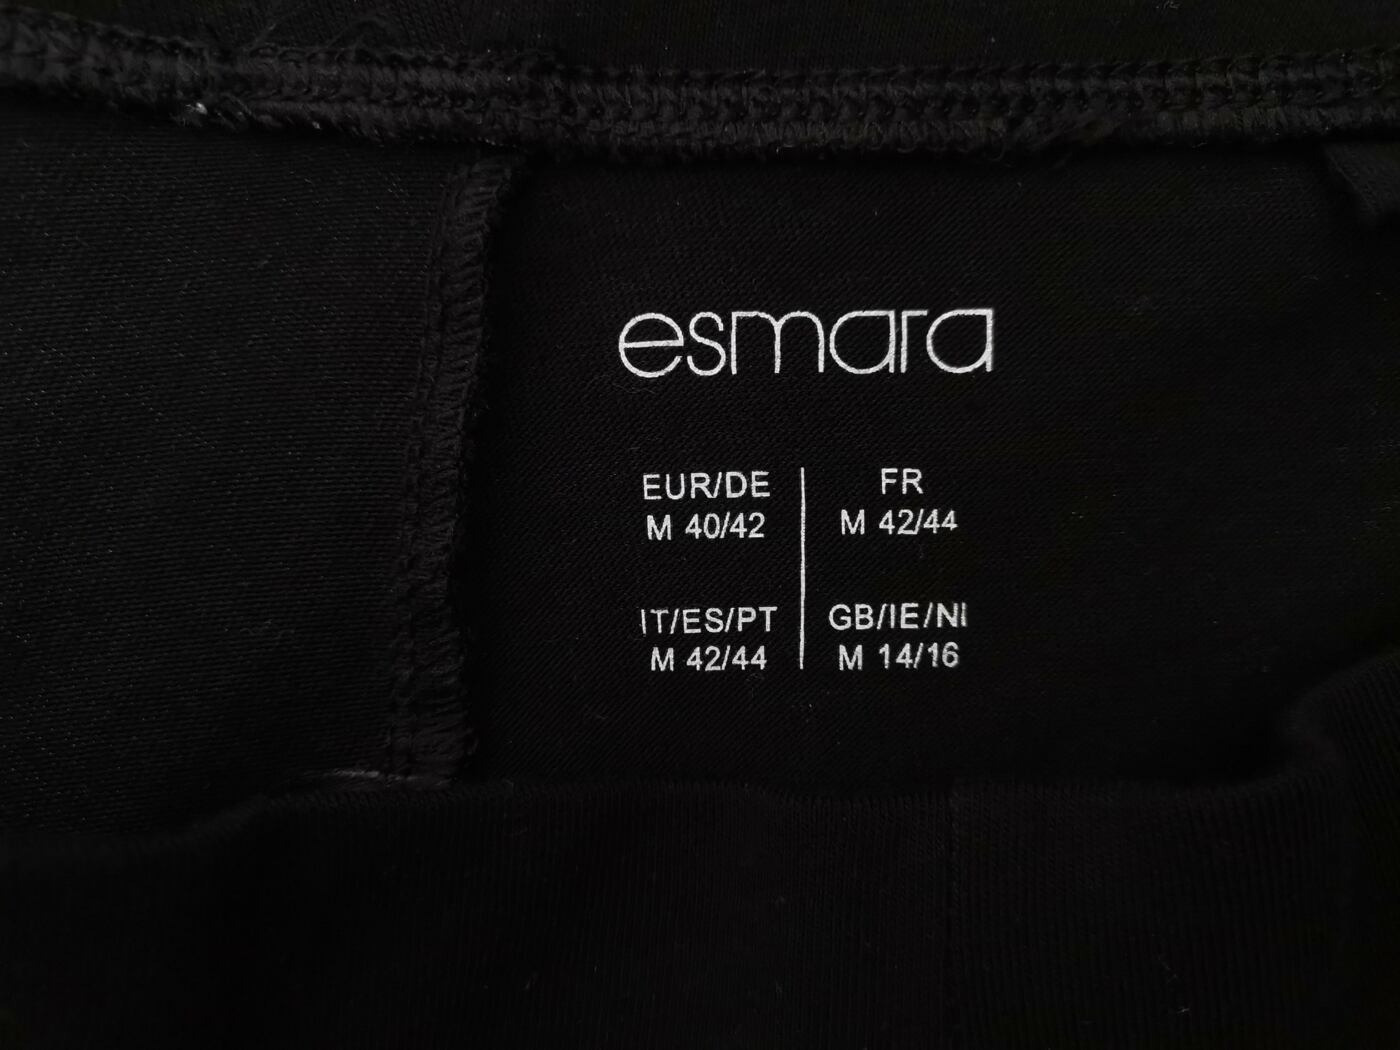 esmara
EUR/DE
M 40/42
FR
M 42/44
IT/ES/PT
M 42/44
GB/IE/NI
M 14/16